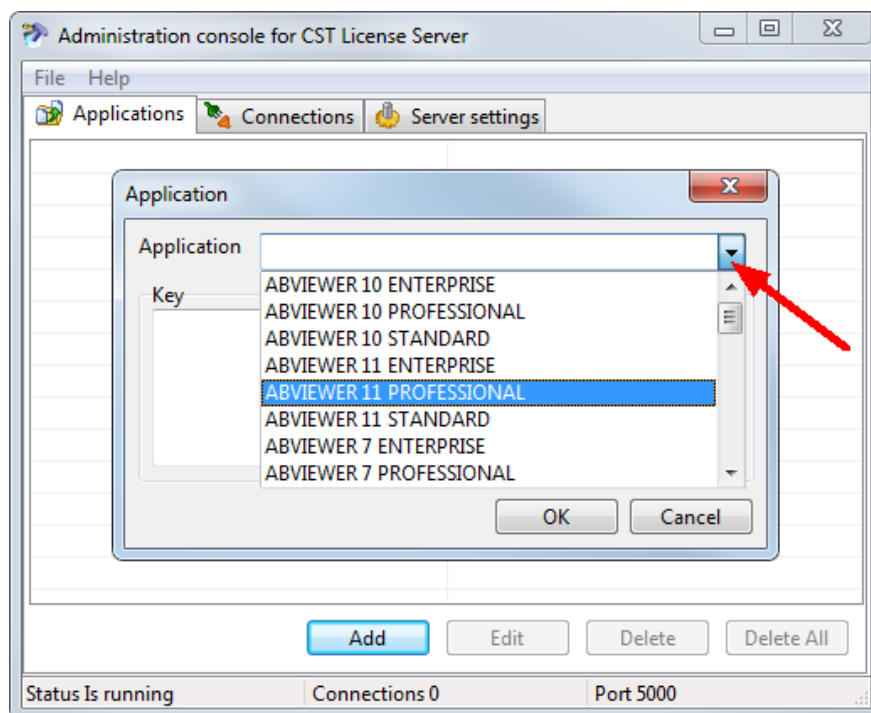 Administration console for CST License Server
File Help
Applications Connections Server settings
Application
Application
Key
ABVIEWER 10 ENTERPRISE
ABVIEWER 10 PROFESSIONAL
ABVIEWER 10 STANDARD
ABVIEWER 11 ENTERPRISE
ABVIEWER 11 PROFESSIONAL
ABVIEWER 11 STANDARD
ABVIEWER 7 ENTERPRISE
ABVIEWER 7 PROFESSIONAL
OK Cancel
Add Edit Delete Delete All
Status Is running Connections 0 Port 5000